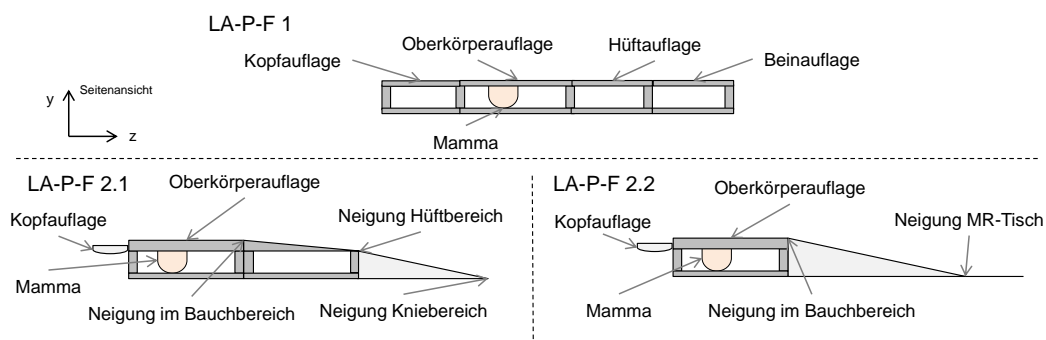 LA-P-F 1
Kopfauflage
Oberkörperauflage
Hüftauflage
Beinauflage
y
Seitenansicht
z
Mamma
LA-P-F 2.1
Oberkörperauflage
Kopfauflage
Neigung Hüftbereich
Mamma
Neigung im Bauchbereich
Neigung Kniebereich
LA-P-F 2.2
Oberkörperauflage
Kopfauflage
Neigung MR-Tisch
Mamma
Neigung im Bauchbereich